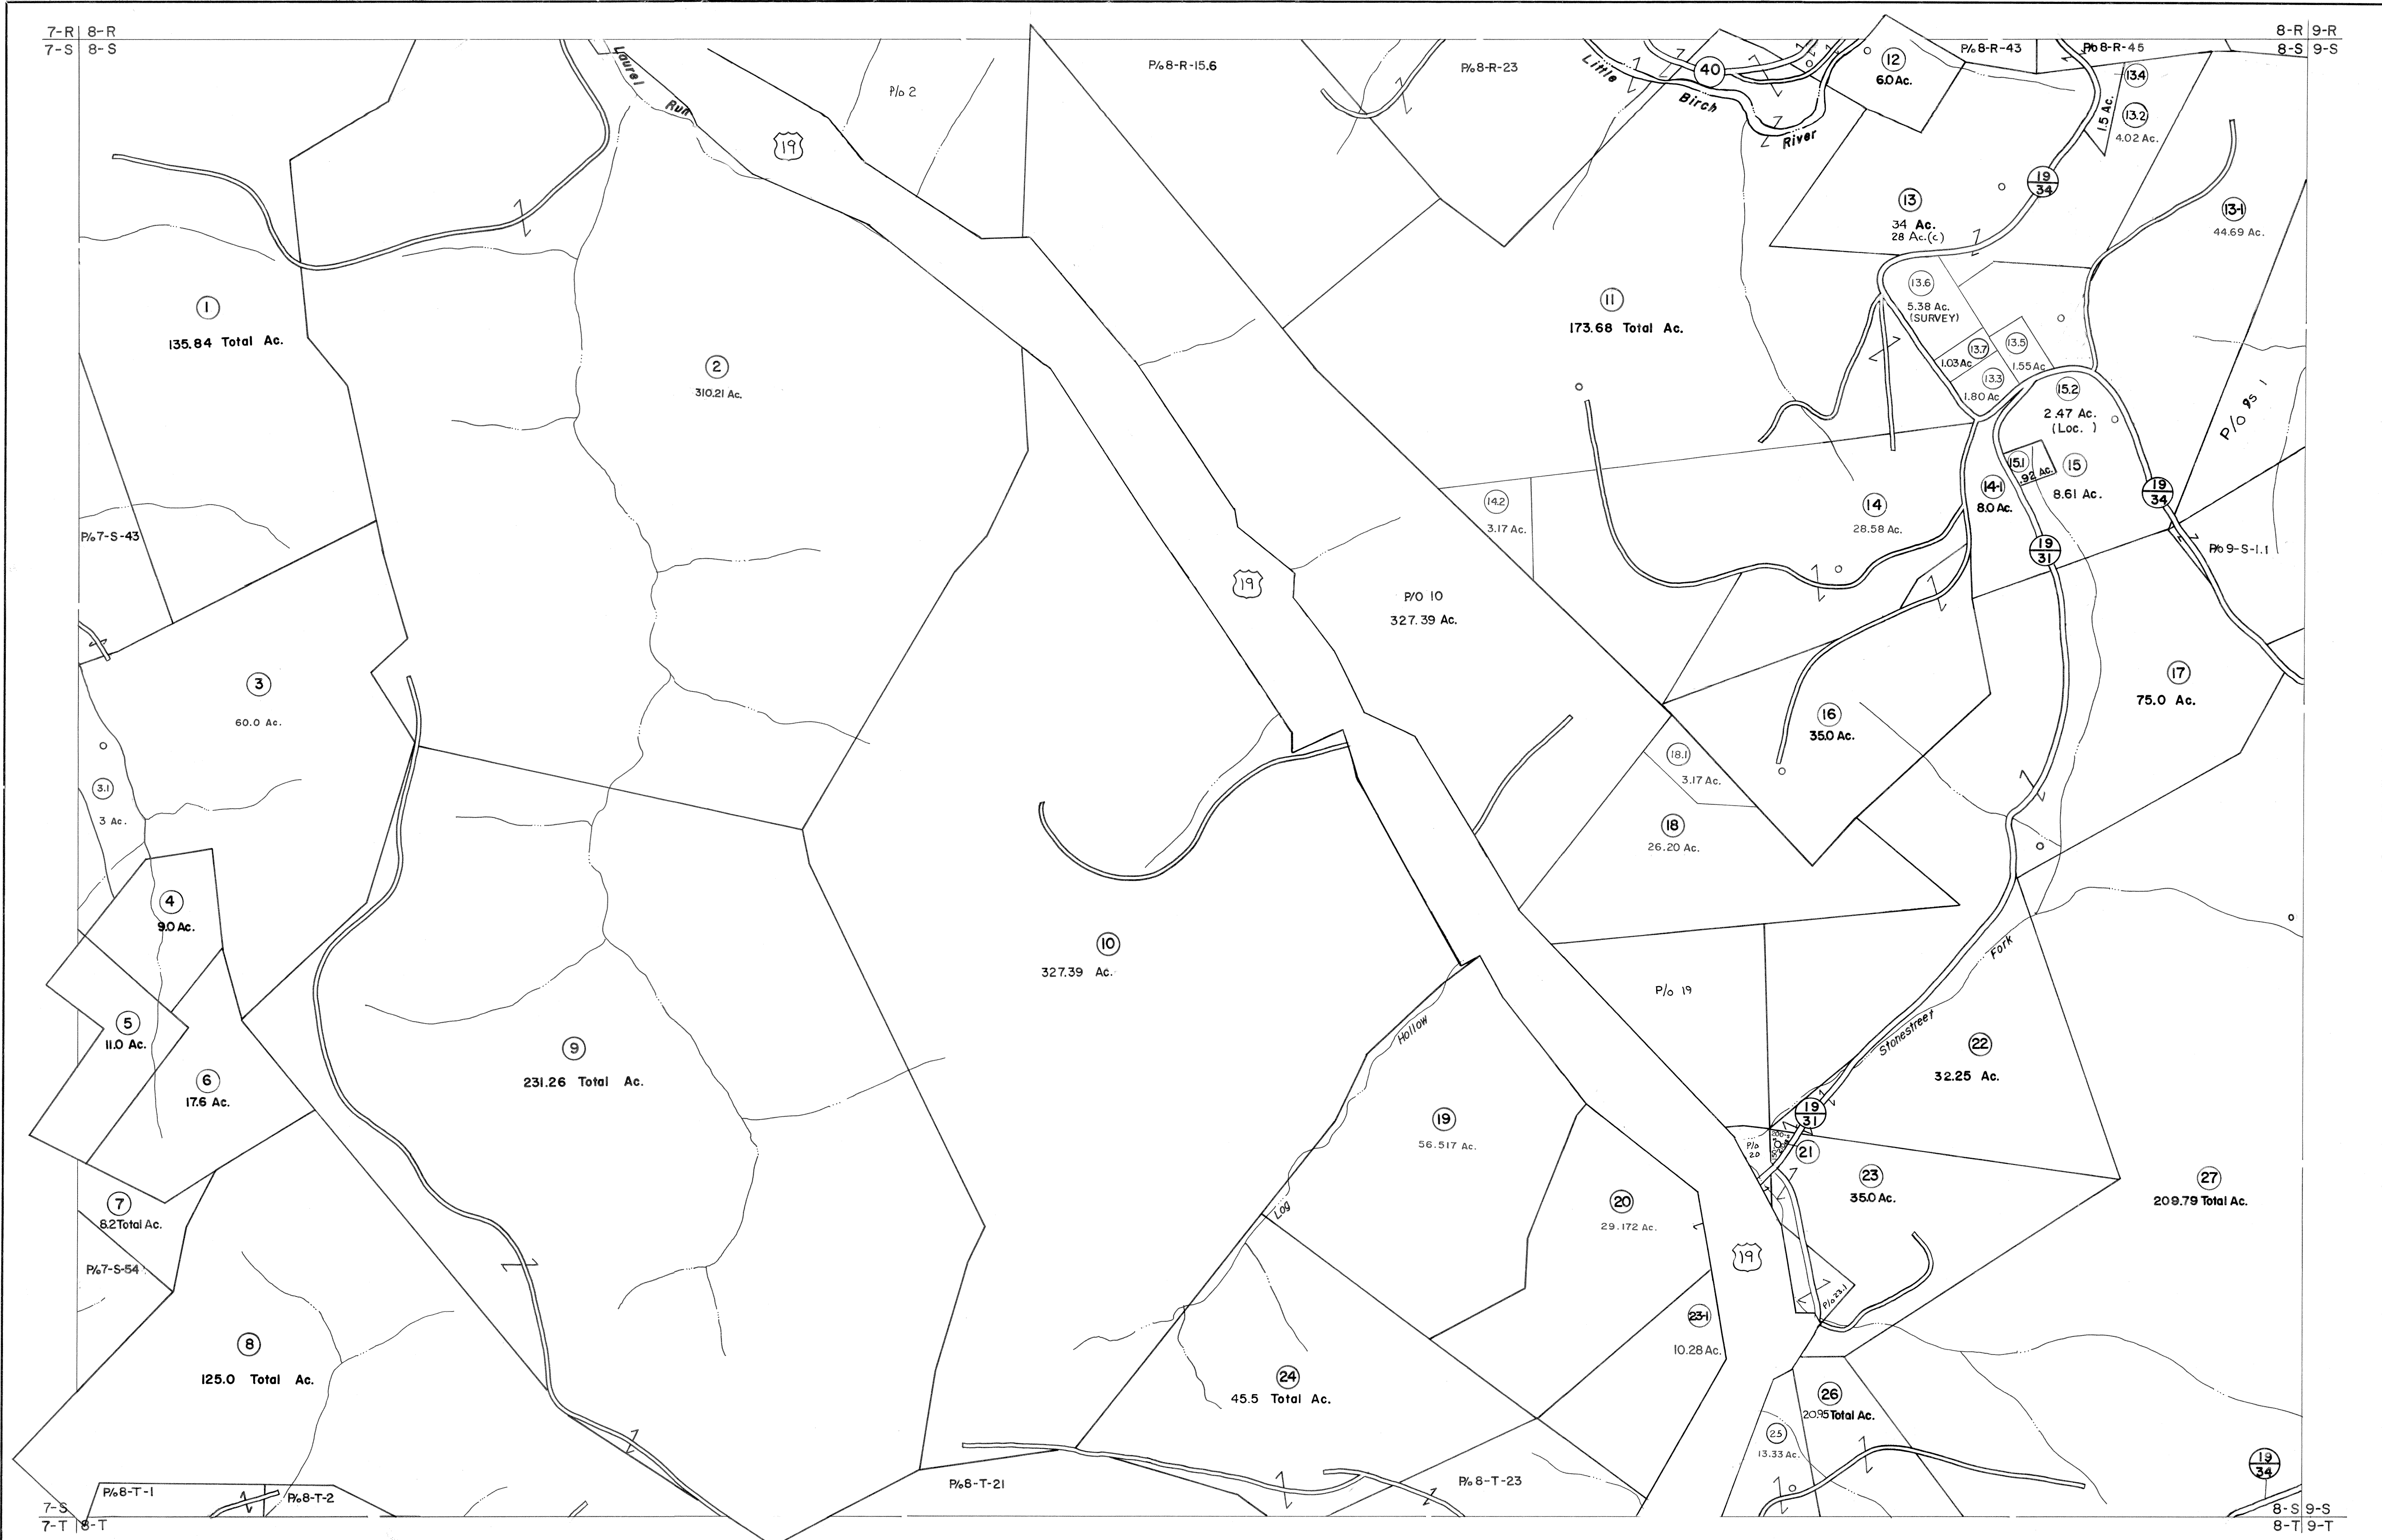 7-R 8-R
7-S 8-S
8-R 9-R
8-S 9-S
Laurel
Run
P/o 2
19
P/o 8-R-15.6
P/o 8-R-23
Little
Birch
River
40
12
6.0 Ac.
P/o 8-R-43
P/o 8-R-45
13.4
1.5 Ac.
13.2
4.02 Ac.
19
34
13
34 Ac.
28 Ac.(c)
13-1
44.69 Ac.
1
135.84 Total Ac.
2
310.21 Ac.
11
173.68 Total Ac.
13.6
5.38 Ac.
(SURVEY)
13.7
1.03 Ac.
13.5
1.55 Ac.
13.3
1.80 Ac.
15.2
2.47 Ac.
(Loc. )
P/o 9S 1
15.1
.92 Ac.
15
8.61 Ac.
14-1
8.0 Ac.
19
34
14.2
3.17 Ac.
14
28.58 Ac.
19
31
P/o 9-S-1.1
P/o 7-S-43
19
P/O 10
327.39 Ac.
3
60.0 Ac.
17
75.0 Ac.
16
35.0 Ac.
18.1
3.17 Ac.
3.1
3 Ac.
18
26.20 Ac.
4
9.0 Ac.
10
327.39 Ac.
P/o 19
Fork
Stonestreet
Hollow
Log
5
11.0 Ac.
9
231.26 Total Ac.
22
32.25 Ac.
6
17.6 Ac.
19
56.517 Ac.
19
31
P/o
20
21
23
35.0 Ac.
27
209.79 Total Ac.
7
8.2 Total Ac.
20
29.172 Ac.
19
P/o 7-S-54
P/o 23.1
23-1
10.28 Ac.
8
125.0 Total Ac.
24
45.5 Total Ac.
26
20.95 Total Ac.
25
13.33 Ac.
19
34
P/o 8-T-1
P/o 8-T-2
P/o 8-T-21
P/o 8-T-23
7-S
7-T 8-T
8-S 9-S
8-T 9-T